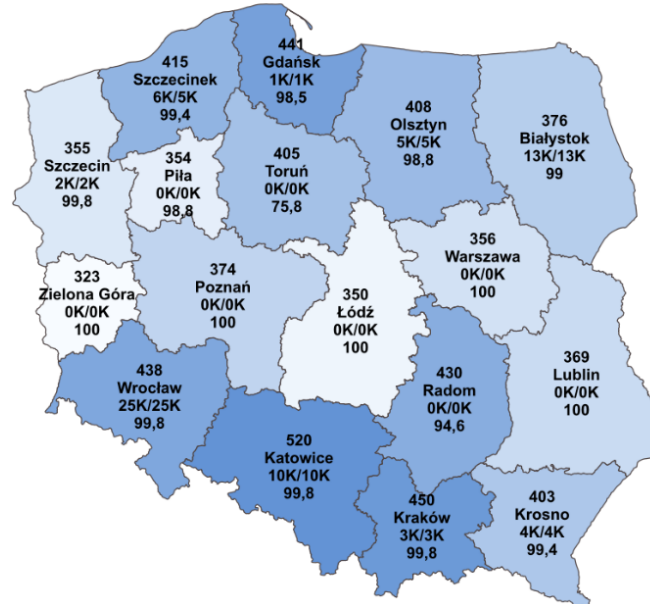 441
Gdańsk
1K/1K
98,5
415
Szczecinek
6K/5K
99,4
408
Olsztyn
5K/5K
98,8
376
Białystok
13K/13K
99
355
Szczecin
2K/2K
99,8
354
Piła
0K/0K
98,8
405
Toruń
0K/0K
75,8
356
Warszawa
0K/0K
100
323
Zielona Góra
0K/0K
100
374
Poznań
0K/0K
100
350
Łódź
0K/0K
100
369
Lublin
0K/0K
100
438
Wrocław
25K/25K
99,8
430
Radom
0K/0K
94,6
520
Katowice
10K/10K
99,8
450
Kraków
3K/3K
99,8
403
Krosno
4K/4K
99,4